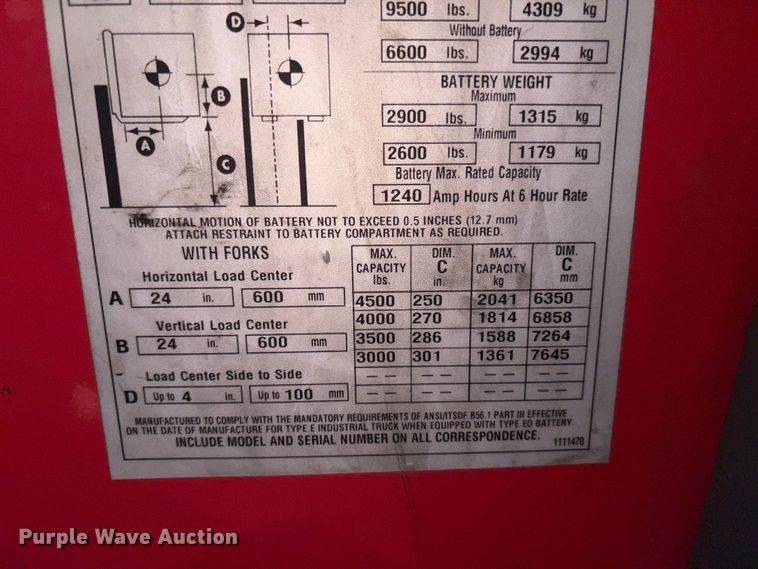 9500 lbs. 4309 kg
Without Battery
6600 lbs. 2994 kg
BATTERY WEIGHT
Maximum
2900 lbs. 1315 kg
Minimum
2600 lbs. 1179 kg
Battery Max. Rated Capacity
1240 Amp Hours At 6 Hour Rate
D
B
A
C
HORIZONTAL MOTION OF BATTERY NOT TO EXCEED 0.5 INCHES (12.7 mm)
ATTACH RESTRAINT TO BATTERY COMPARTMENT AS REQUIRED.
WITH FORKS
Horizontal Load Center
A 24 in. 600 mm
Vertical Load Center
B 24 in. 600 mm
Load Center Side to Side
D Up to 4 in. Up to 100 mm
MAX. CAPACITY lbs. DIM. C in. MAX. CAPACITY kg DIM. C mm
4500 250 2041 6350
4000 270 1814 6858
3500 286 1588 7264
3000 301 1361 7645
– – – – – – – –
– – – – – – – –
MANUFACTURED TO COMPLY WITH THE MANDATORY REQUIREMENTS OF ANSI/ITSDF B56.1 PART III EFFECTIVE
ON THE DATE OF MANUFACTURE FOR TYPE E INDUSTRIAL TRUCK WHEN EQUIPPED WITH TYPE EO BATTERY.
INCLUDE MODEL AND SERIAL NUMBER ON ALL CORRESPONDENCE. 1111470
Purple Wave Auction